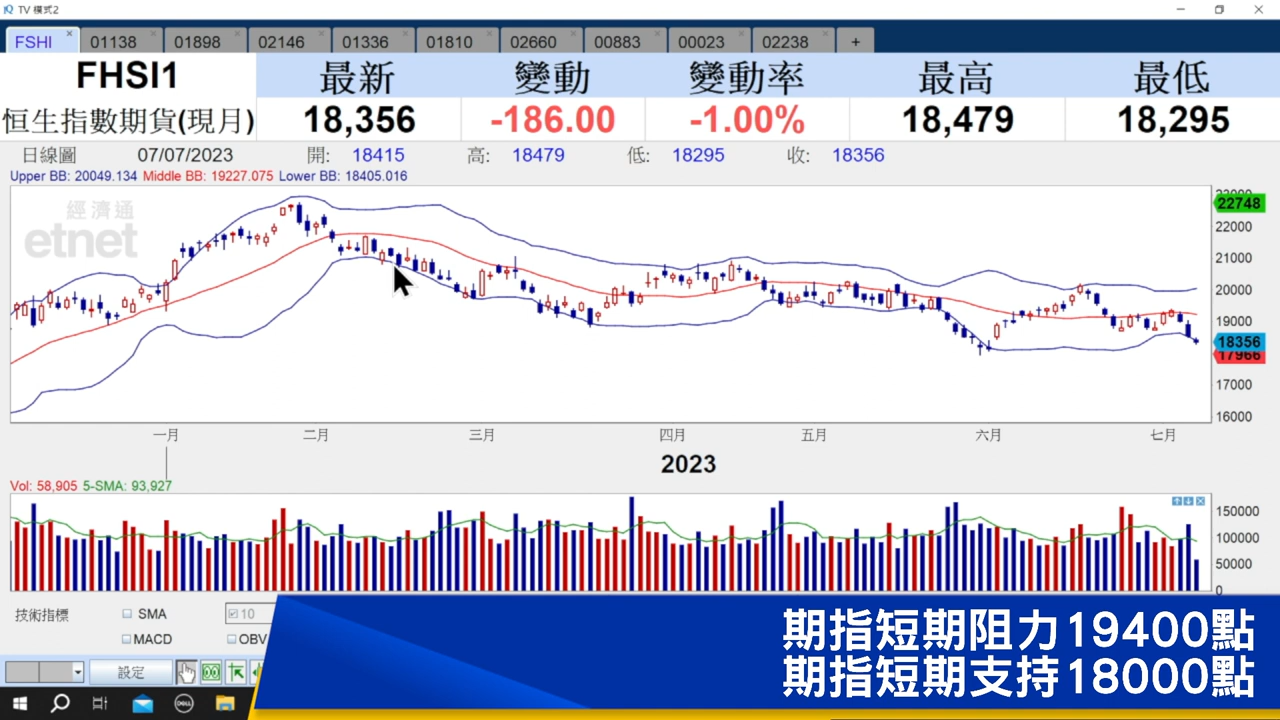 TV 模式2
FSHI 01138 01898 02146 01336 01810 02660 00883 00023 02238 +
FHSI1 最新 變動 變動率 最高 最低
恒生指數期貨(現月) 18,356 -186.00 -1.00% 18,479 18,295
日線圖 07/07/2023 開: 18415 高: 18479 低: 18295 收: 18356
Upper BB: 20049.134 Middle BB: 19227.075 Lower BB: 18405.016
經濟通
etnet
22748
22000
21000
20000
19000
18356
17966
17000
16000
一月 二月 三月 四月 五月 六月 七月
2023
Vol: 58,905 5-SMA: 93,927
150000
100000
50000
0
技術指標 SMA 10
MACD OBV
設定
DELL
期指短期阻力19400點
期指短期支持18000點